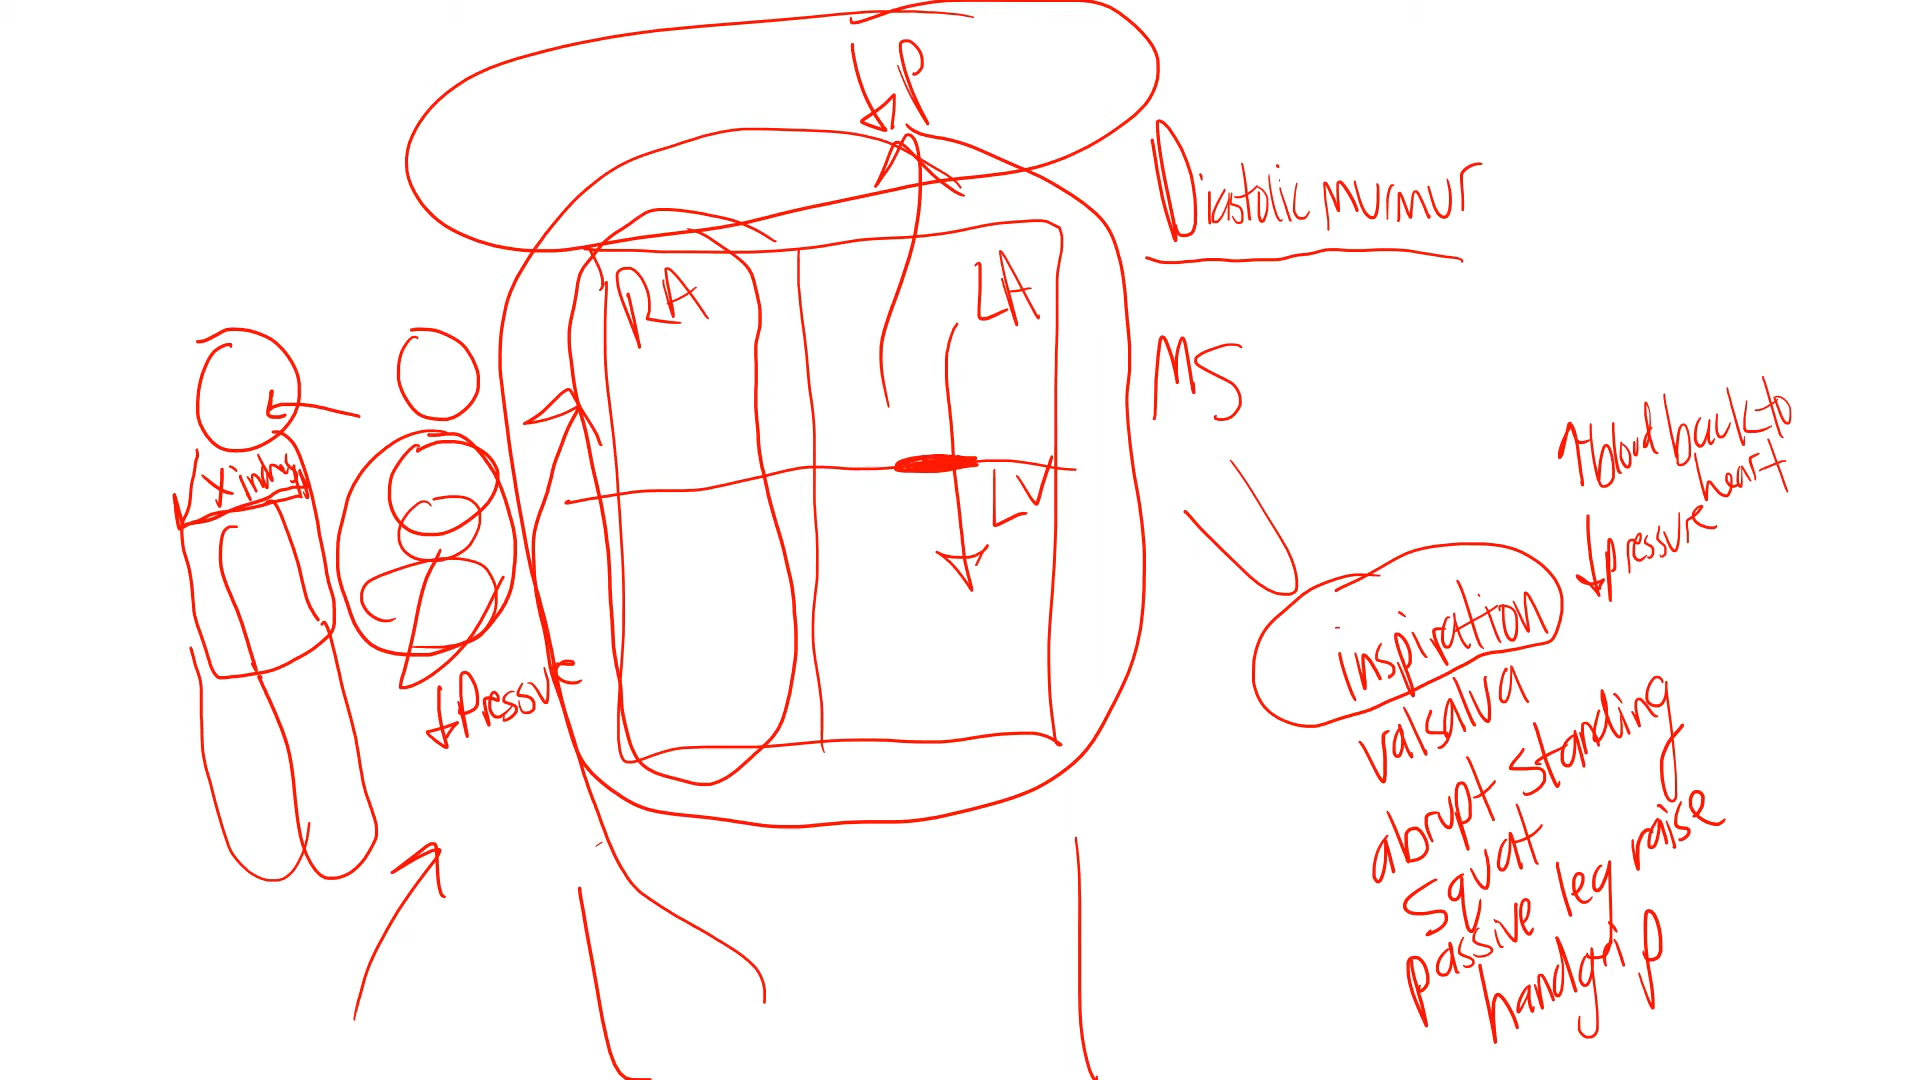 ↓P
Diastolic murmur
RA
LA
MS
LV
↑blood back to
heart
↓pressure
↓Pressure
inspiration
valsalva
abrupt standing
squat
passive leg raise
handgrip